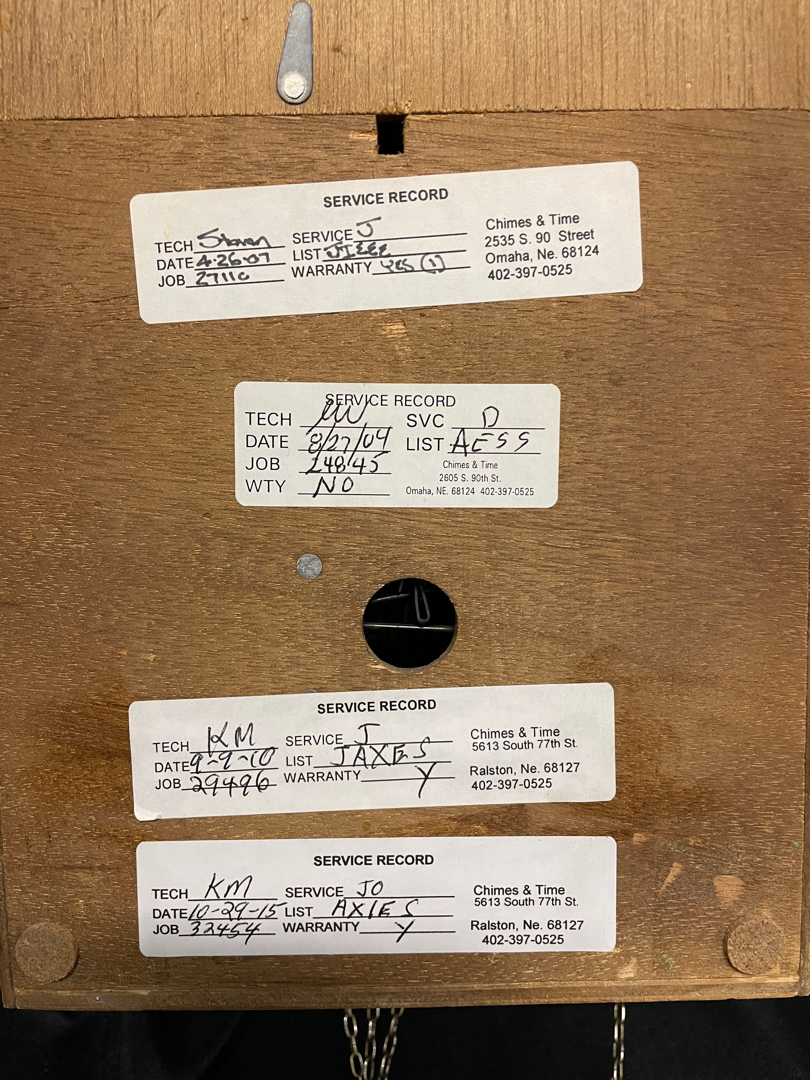 SERVICE RECORD
TECH Steven SERVICE J Chimes & Time
DATE 4-26-07 LIST 2535 S. 90 Street
JOB 27110 WARRANTY YES (1) Omaha, Ne. 68124
402-397-0525
SERVICE RECORD
TECH SVC D
DATE 8/27/04 LIST AESS
JOB 24845 Chimes & Time
WTY NO 2605 S. 90th St.
Omaha, NE. 68124 402-397-0525
SERVICE RECORD
TECH KM SERVICE J Chimes & Time
DATE 9-9-10 LIST JAXES 5613 South 77th St.
JOB 29496 WARRANTY Y Ralston, Ne. 68127
402-397-0525
SERVICE RECORD
TECH KM SERVICE JO Chimes & Time
DATE 10-29-15 LIST AXIES 5613 South 77th St.
JOB 32454 WARRANTY Y Ralston, Ne. 68127
402-397-0525